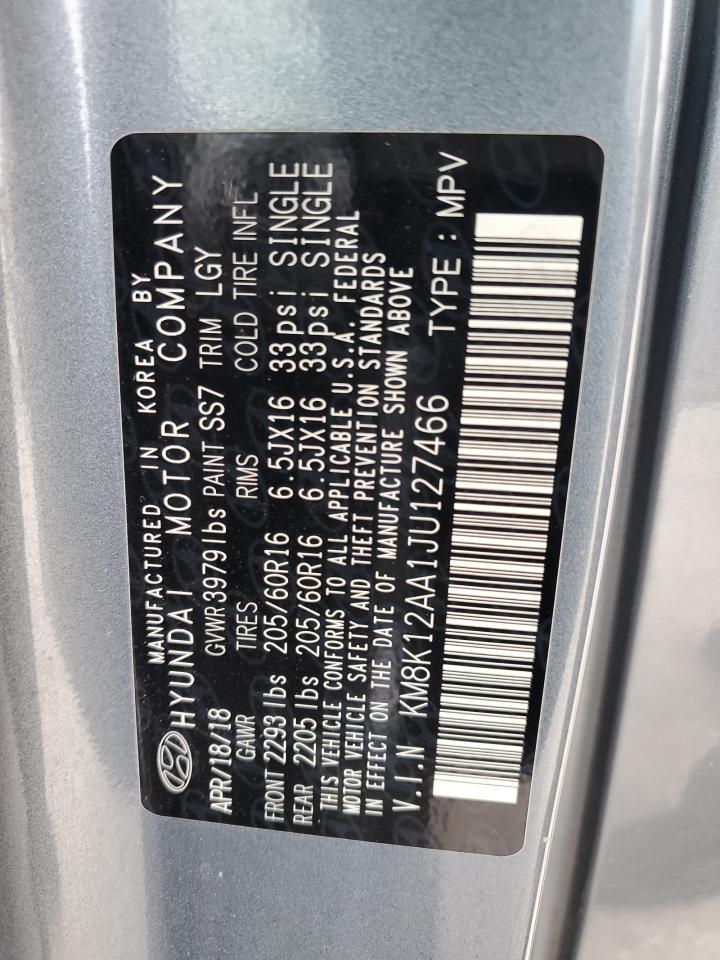 MANUFACTURED IN KOREA BY
HYUNDAI MOTOR COMPANY
APR/18/18 GVWR 3979 lbs PAINT SS7 TRIM LGY
GAWR TIRES RIMS COLD TIRE INFL
FRONT 2293 lbs 205/60R16 6.5JX16 33psi SINGLE
REAR 2205 lbs 205/60R16 6.5JX16 33psi SINGLE
THIS VEHICLE CONFORMS TO ALL APPLICABLE U.S.A. FEDERAL
MOTOR VEHICLE SAFETY AND THEFT PREVENTION STANDARDS
IN EFFECT ON THE DATE OF MANUFACTURE SHOWN ABOVE
V.I.N KM8K12AA1JU127466 TYPE : MPV